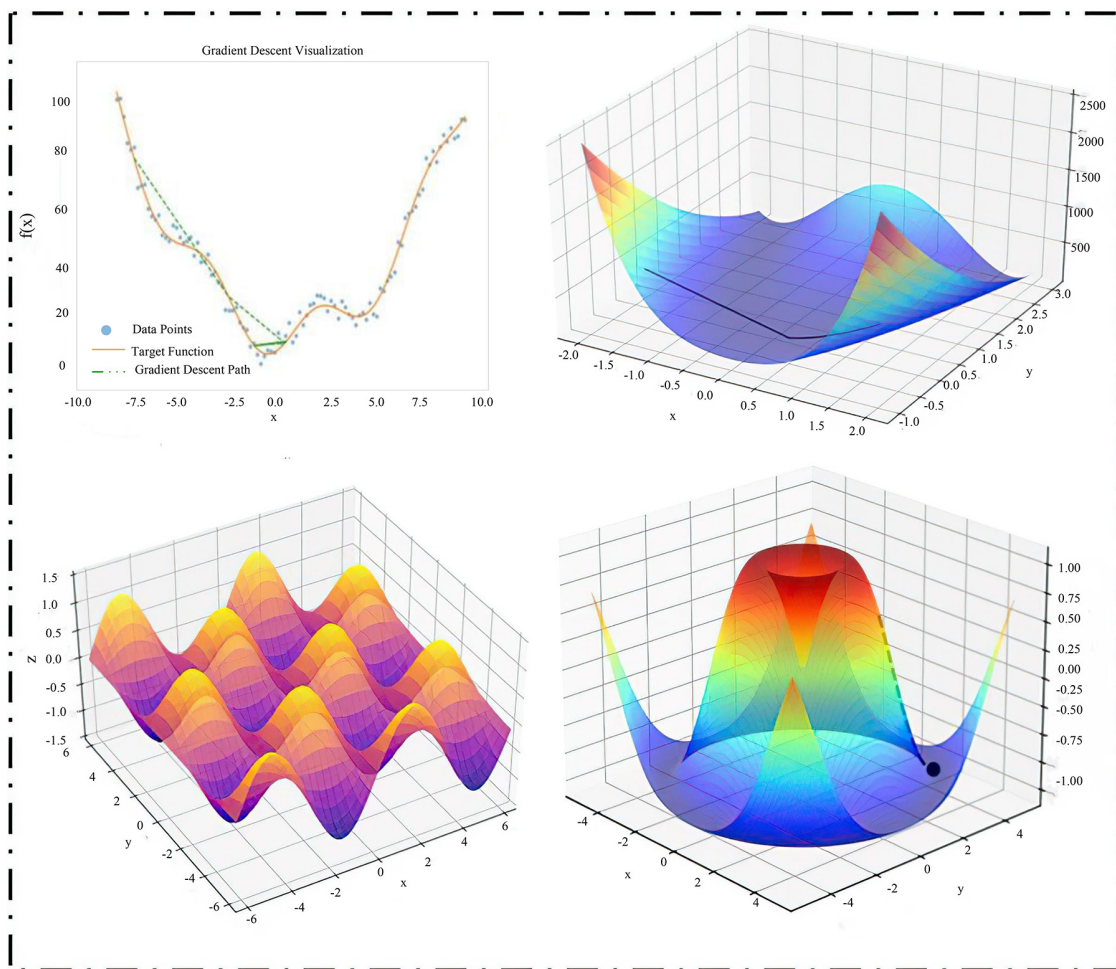 Gradient Descent Visualization
100
80
60
40
20
0
f(x)
Data Points
Target Function
Gradient Descent Path
-10.0 -7.5 -5.0 -2.5 0.0 2.5 5.0 7.5 10.0
x
2500
2000
1500
1000
500
-2.0 -1.5 -1.0 -0.5 0.0 0.5 1.0 1.5 2.0
x
-1.0 -0.5 0.0 0.5 1.0 1.5 2.0 2.5 3.0
y
1.5
1.0
0.5
0.0
-0.5
-1.0
-1.5
z
6 4 2 0 -2 -4 -6
y
-6 -4 -2 0 2 4 6
x
1.00
0.75
0.50
0.25
0.00
-0.25
-0.50
-0.75
-1.00
-4 -2 0 2 4
x
-4 -2 0 2 4
y